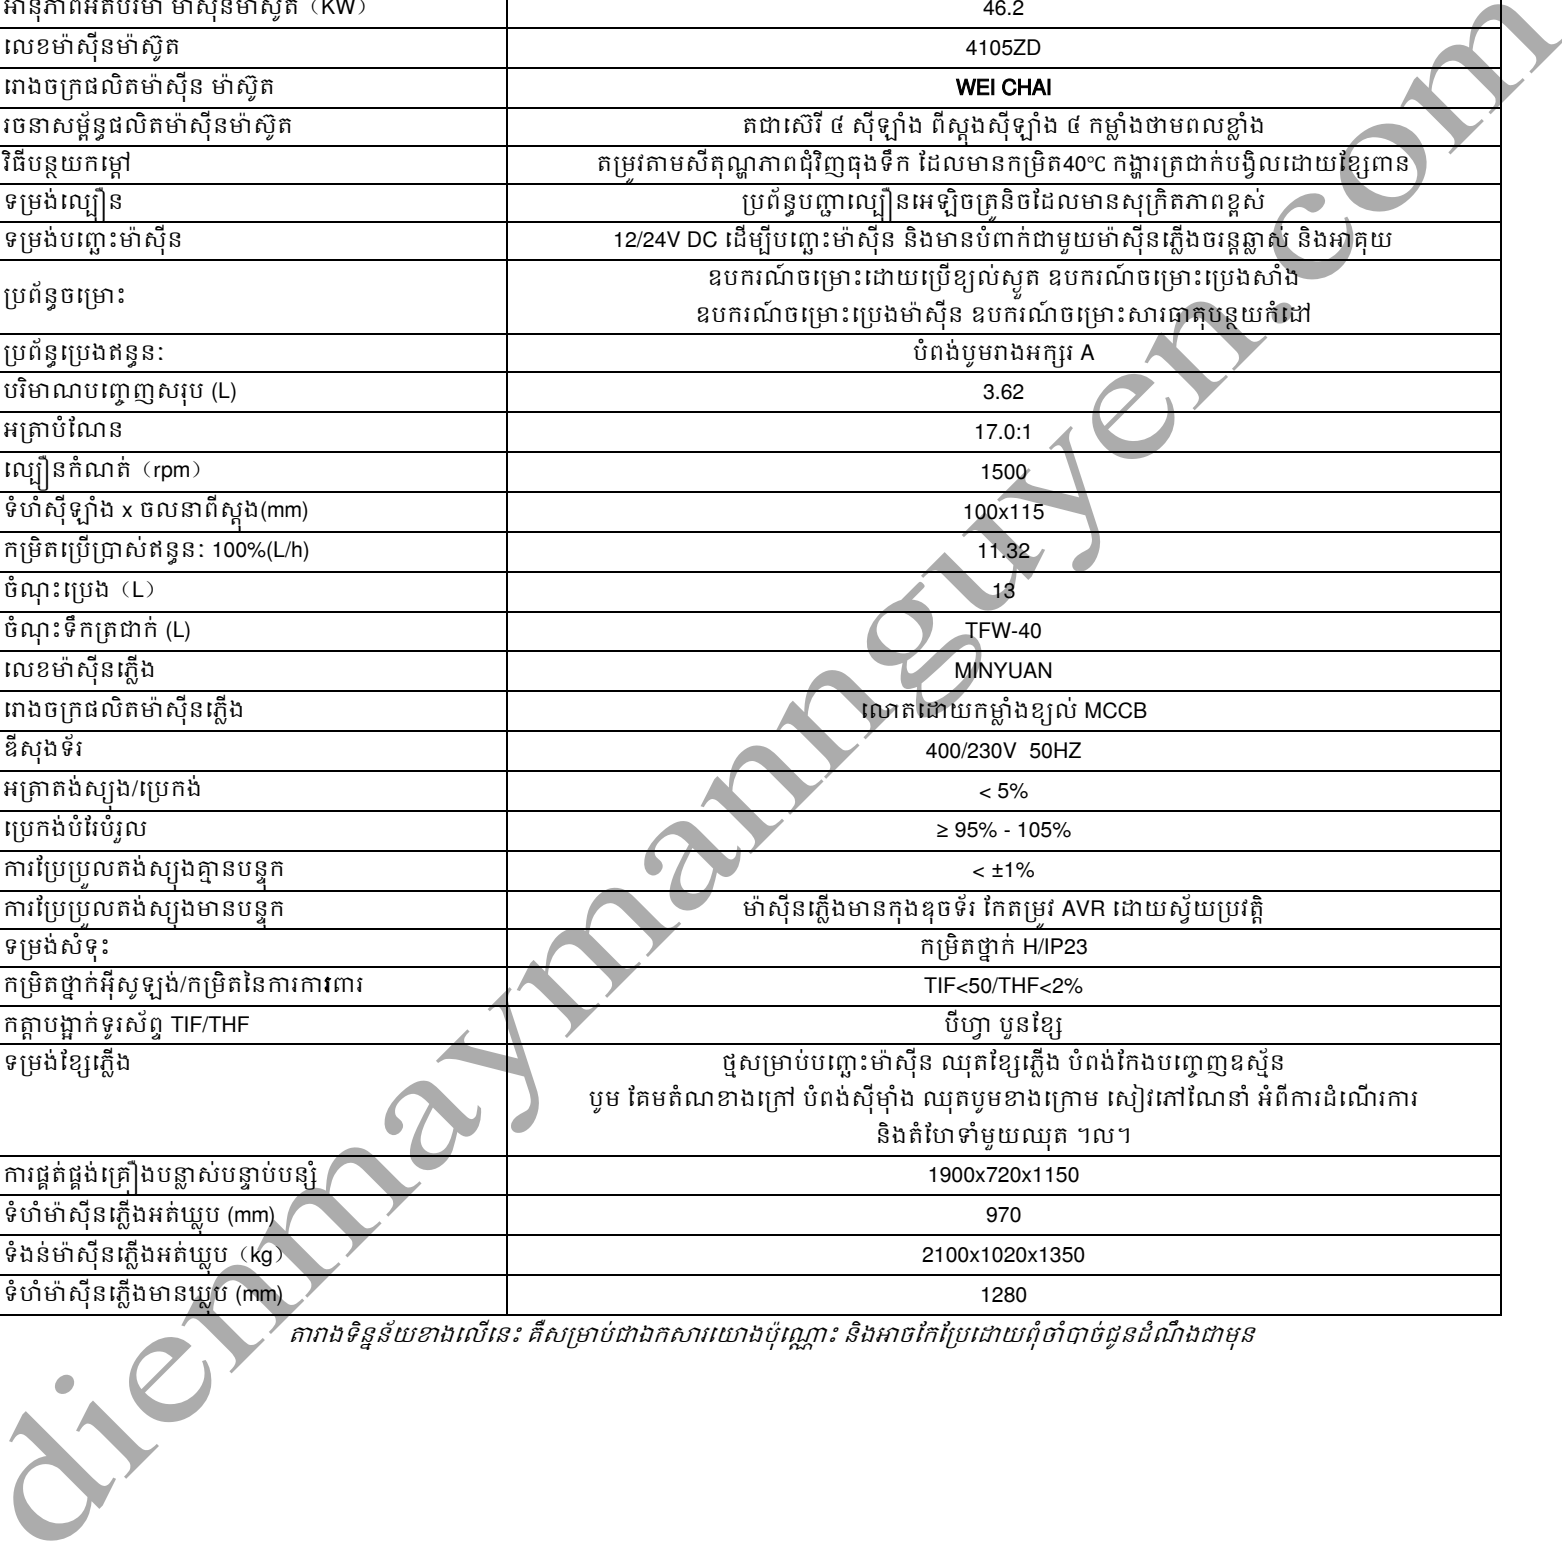 អានុភាពអតិបរមា ម៉ាស៊ីនម៉ាស៊ូត（KW） 46.2
លេខម៉ាស៊ីនម៉ាស៊ូត 4105ZD
រោងចក្រផលិតម៉ាស៊ីន ម៉ាស៊ូត WEI CHAI
រចនាសម្ព័ន្ធផលិតម៉ាស៊ីនម៉ាស៊ូត តជាស៊េរី ៤ ស៊ីឡាំង ពីស្តុងស៊ីឡាំង ៤ កម្លាំងថាមពលខ្លាំង
វិធីបន្ថយកម្តៅ តម្រូវតាមសីតុណ្ហភាពជុំវិញធុងទឹក ដែលមានកម្រិត40℃ កង្ហារត្រជាក់បង្វិលដោយខ្សែពាន
ទម្រង់ល្បឿន ប្រព័ន្ធបញ្ជាល្បឿនអេឡិចត្រូនិចដែលមានសុក្រិតភាពខ្ពស់
ទម្រង់បញ្ឆេះម៉ាស៊ីន 12/24V DC ដើម្បីបញ្ឆេះម៉ាស៊ីន និងមានបំពាក់ជាមួយម៉ាស៊ីនភ្លើងចរន្តឆ្លាស់ និងអាគុយ
ប្រព័ន្ធចម្រោះ ឧបករណ៍ចម្រោះដោយប្រើខ្យល់ស្ងួត ឧបករណ៍ចម្រោះប្រេងសាំង
ឧបករណ៍ចម្រោះប្រេងម៉ាស៊ីន ឧបករណ៍ចម្រោះសារធាតុបន្ថយកំដៅ
ប្រព័ន្ធប្រេងឥន្ធនៈ បំពង់បូមរាងអក្សរ A
បរិមាណបញ្ចេញសរុប (L) 3.62
អត្រាបំណែន 17.0:1
ល្បឿនកំណត់（rpm） 1500
ទំហំស៊ីឡាំង x ចលនាពីស្តុង(mm) 100x115
កម្រិតប្រើប្រាស់ឥន្ធនៈ 100%(L/h) 11.32
ចំណុះប្រេង（L） 13
ចំណុះទឹកត្រជាក់ (L) TFW-40
លេខម៉ាស៊ីនភ្លើង MINYUAN
រោងចក្រផលិតម៉ាស៊ីនភ្លើង លោតដោយកម្លាំងខ្យល់ MCCB
ឌីសុងទ័រ 400/230V 50HZ
អត្រាតង់ស្យុង/ប្រេកង់ < 5%
ប្រេកង់បំរែបំរួល ≥ 95% - 105%
ការប្រែប្រួលតង់ស្យុងគ្មានបន្ទុក < ±1%
ការប្រែប្រួលតង់ស្យុងមានបន្ទុក ម៉ាស៊ីនភ្លើងមានកុងឌុចទ័រ កែតម្រូវ AVR ដោយស្វ័យប្រវត្តិ
ទម្រង់សំទុះ កម្រិតថ្នាក់ H/IP23
កម្រិតថ្នាក់អ៊ីសូឡង់/កម្រិតនៃការការពារ TIF<50/THF<2%
កត្តាបង្អាក់ទូរស័ព្ទ TIF/THF បីហ្វា បួនខ្សែ
ទម្រង់ខ្សែភ្លើង ថ្មសម្រាប់បញ្ឆេះម៉ាស៊ីន ឈុតខ្សែភ្លើង បំពង់កែងបញ្ចេញឧស្ម័ន
បូម គែមតំណខាងក្រៅ បំពង់ស៊ីម៉ាំង ឈុតបូមខាងក្រោម សៀវភៅណែនាំ អំពីការដំណើរការ
និងតំហែទាំមួយឈុត ។ល។
ការផ្គត់ផ្គង់គ្រឿងបន្លាស់បន្ទាប់បន្សំ 1900x720x1150
ទំហំម៉ាស៊ីនភ្លើងអត់ឃ្លុប (mm) 970
ទំងន់ម៉ាស៊ីនភ្លើងអត់ឃ្លុប（kg） 2100x1020x1350
ទំហំម៉ាស៊ីនភ្លើងមានឃ្លុប (mm) 1280
តារាងទិន្នន័យខាងលើនេះ គឺសម្រាប់ជាឯកសារយោងប៉ុណ្ណោះ និងអាចកែប្រែដោយពុំចាំបាច់ជូនដំណឹងជាមុន
dienmaymannguyen.com